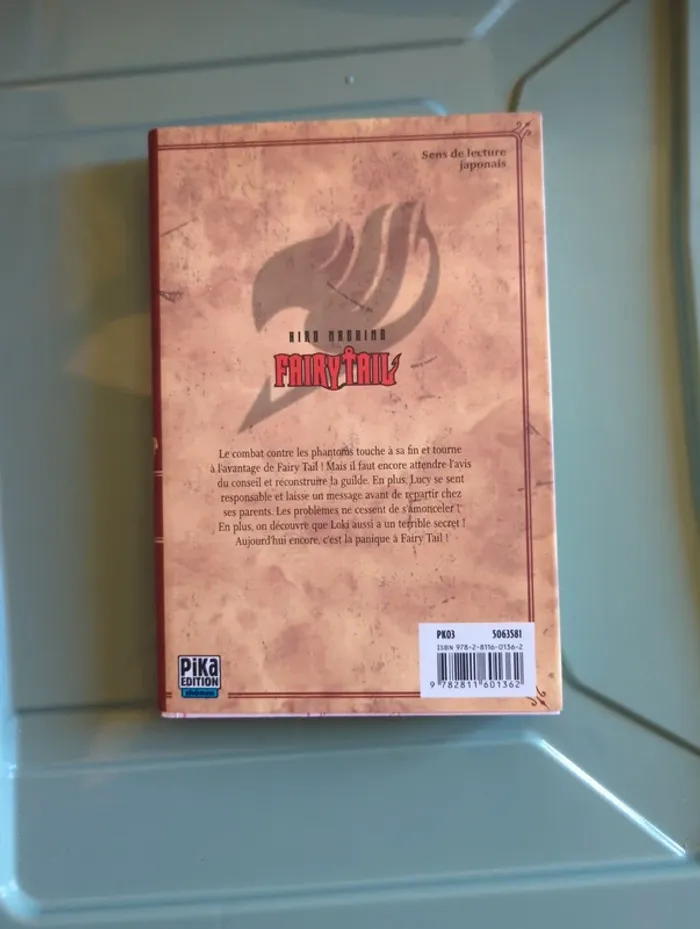 Sens de lecture
japonais
HIRO MASHIMA
FAIRY TAIL
Le combat contre les phantoms touche à sa fin et tourne
à l'avantage de Fairy Tail ! Mais il faut encore attendre l'avis
du conseil et réconstruire la guilde. En plus, Lucy se sent
responsable et laisse un message avant de repartir chez
ses parents. Les problèmes ne cessent de s'amonceler !
En plus, on découvre que Loki aussi a un terrible secret !
Aujourd'hui encore, c'est la panique à Fairy Tail !
PK03 5063581
ISBN 978-2-8116-0136-2
9 782811 601362
PiKa
EDITION